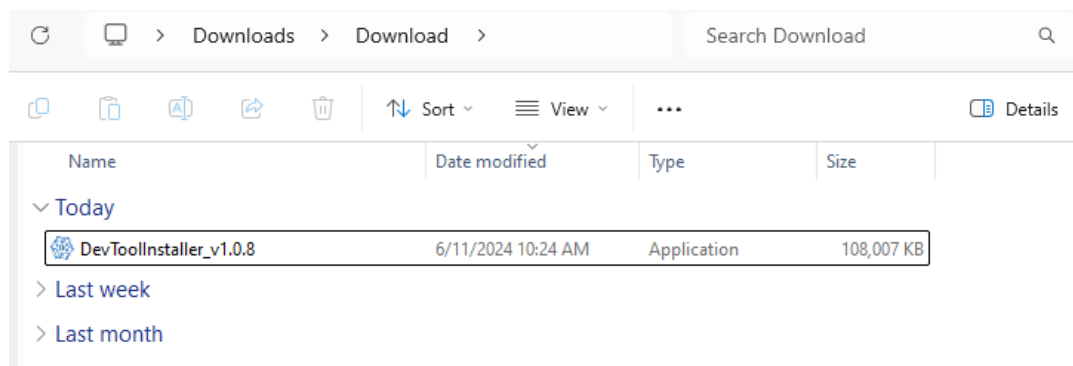 Downloads > Download > Search Download
Sort View ... Details
Name Date modified Type Size
Today
DevToolInstaller_v1.0.8 6/11/2024 10:24 AM Application 108,007 KB
Last week
Last month